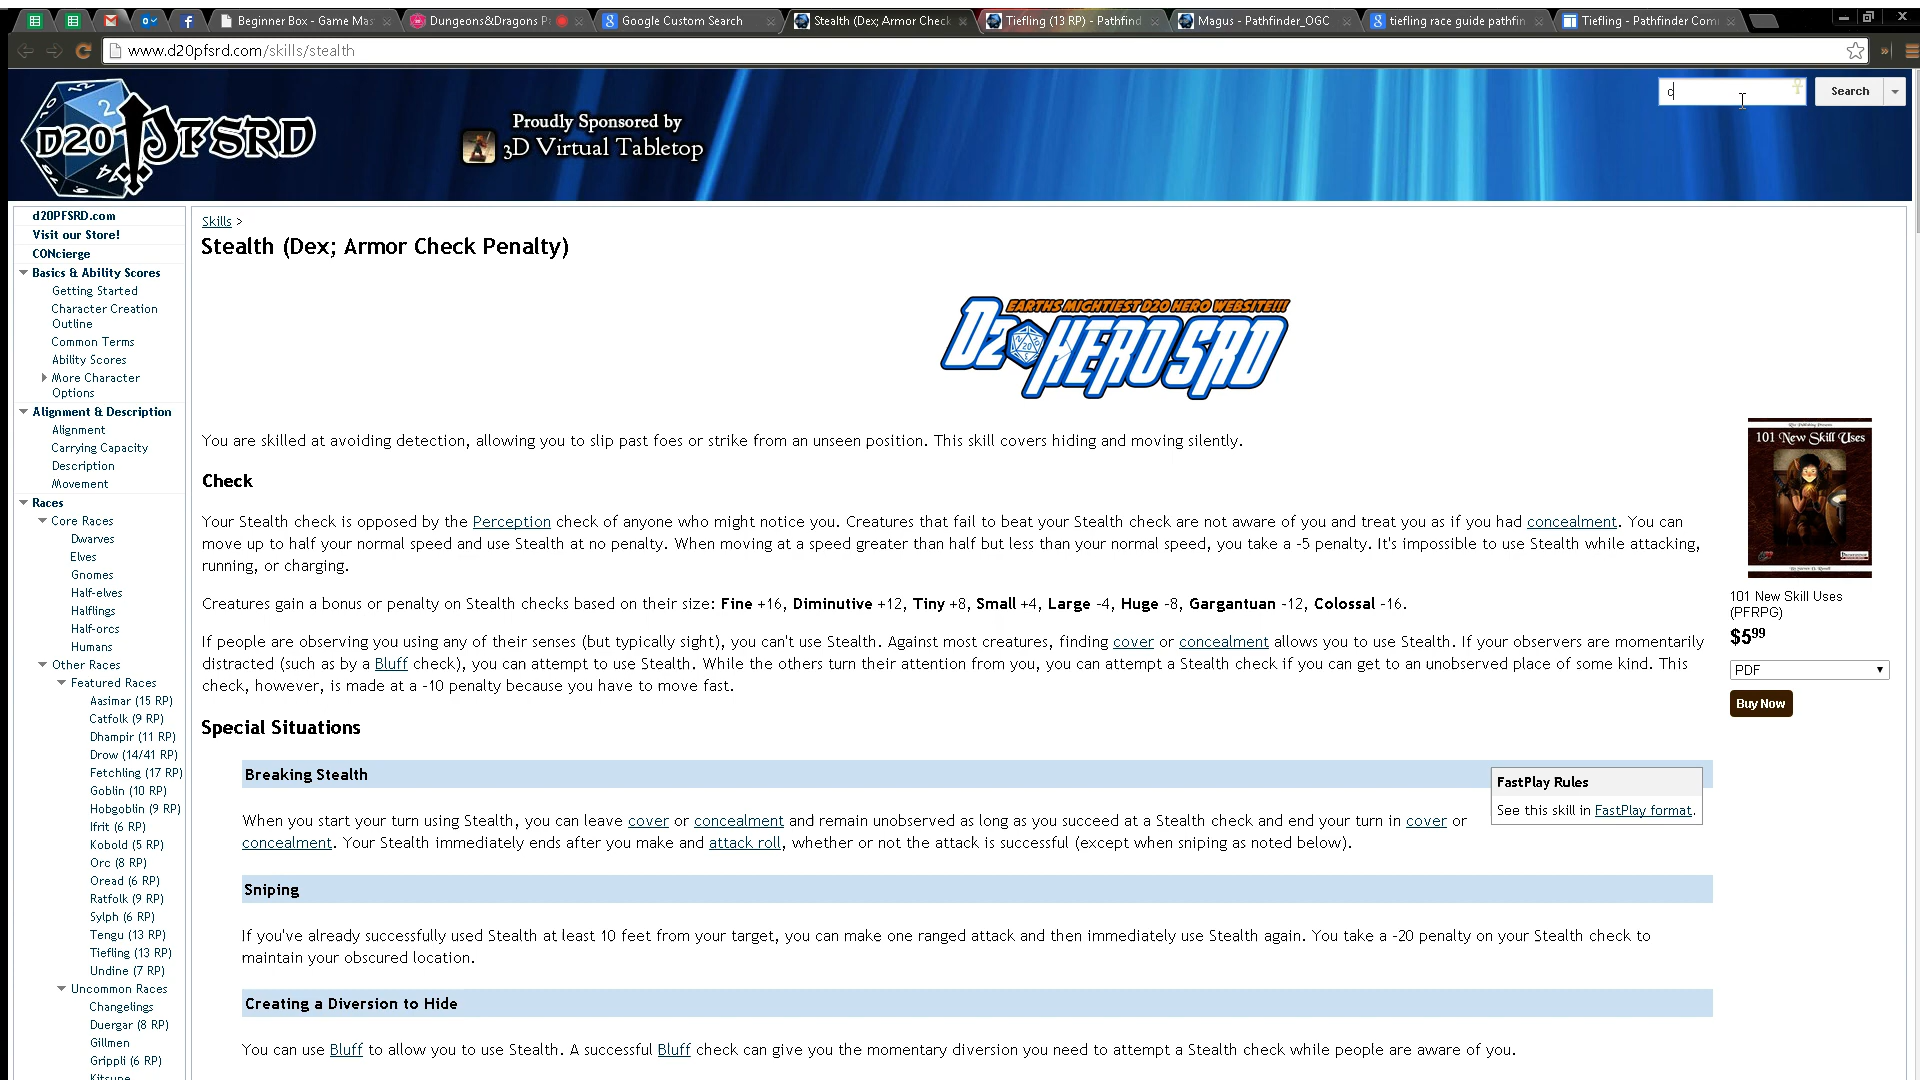 Beginner Box - Game Mas
Dungeons&Dragons Pa
Google Custom Search
Stealth (Dex; Armor Check
Tiefling (13 RP) - Pathfind
Magus - Pathfinder_OGC
tiefling race guide pathfin
Tiefling - Pathfinder Com
www.d20pfsrd.com/skills/stealth
D20PFSRD
Proudly Sponsored by
3D Virtual Tabletop
c
Search
d20PFSRD.com
Visit our Store!
CONcierge
Basics & Ability Scores
Getting Started
Character Creation
Outline
Common Terms
Ability Scores
More Character
Options
Alignment & Description
Alignment
Carrying Capacity
Description
Movement
Races
Core Races
Dwarves
Elves
Gnomes
Half-elves
Halflings
Half-orcs
Humans
Other Races
Featured Races
Aasimar (15 RP)
Catfolk (9 RP)
Dhampir (11 RP)
Drow (14/41 RP)
Fetchling (17 RP)
Goblin (10 RP)
Hobgoblin (9 RP)
Ifrit (6 RP)
Kobold (5 RP)
Orc (8 RP)
Oread (6 RP)
Ratfolk (9 RP)
Sylph (6 RP)
Tengu (13 RP)
Tiefling (13 RP)
Undine (7 RP)
Uncommon Races
Changelings
Duergar (8 RP)
Gillmen
Grippli (6 RP)
Kitsune
Skills >
Stealth (Dex; Armor Check Penalty)
EARTHS MIGHTIEST D20 HERO WEBSITE!!!
D20HEROSRD
You are skilled at avoiding detection, allowing you to slip past foes or strike from an unseen position. This skill covers hiding and moving silently.
Check
Your Stealth check is opposed by the Perception check of anyone who might notice you. Creatures that fail to beat your Stealth check are not aware of you and treat you as if you had concealment. You can
move up to half your normal speed and use Stealth at no penalty. When moving at a speed greater than half but less than your normal speed, you take a -5 penalty. It's impossible to use Stealth while attacking,
running, or charging.
Creatures gain a bonus or penalty on Stealth checks based on their size: Fine +16, Diminutive +12, Tiny +8, Small +4, Large -4, Huge -8, Gargantuan -12, Colossal -16.
If people are observing you using any of their senses (but typically sight), you can't use Stealth. Against most creatures, finding cover or concealment allows you to use Stealth. If your observers are momentarily
distracted (such as by a Bluff check), you can attempt to use Stealth. While the others turn their attention from you, you can attempt a Stealth check if you can get to an unobserved place of some kind. This
check, however, is made at a -10 penalty because you have to move fast.
Special Situations
Breaking Stealth
FastPlay Rules
See this skill in FastPlay format.
When you start your turn using Stealth, you can leave cover or concealment and remain unobserved as long as you succeed at a Stealth check and end your turn in cover or
concealment. Your Stealth immediately ends after you make and attack roll, whether or not the attack is successful (except when sniping as noted below).
Sniping
If you've already successfully used Stealth at least 10 feet from your target, you can make one ranged attack and then immediately use Stealth again. You take a -20 penalty on your Stealth check to
maintain your obscured location.
Creating a Diversion to Hide
You can use Bluff to allow you to use Stealth. A successful Bluff check can give you the momentary diversion you need to attempt a Stealth check while people are aware of you.
101 New Skill Uses
101 New Skill Uses
(PFRPG)
$5.99
PDF
Buy Now